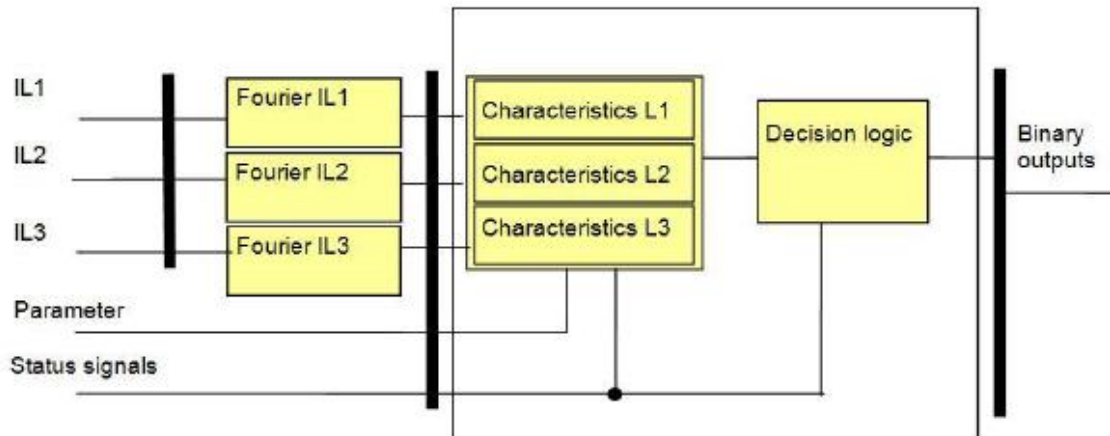 IL1
IL2
IL3
Parameter
Status signals
Fourier IL1
Fourier IL2
Fourier IL3
Characteristics L1
Characteristics L2
Characteristics L3
Decision logic
Binary
outputs